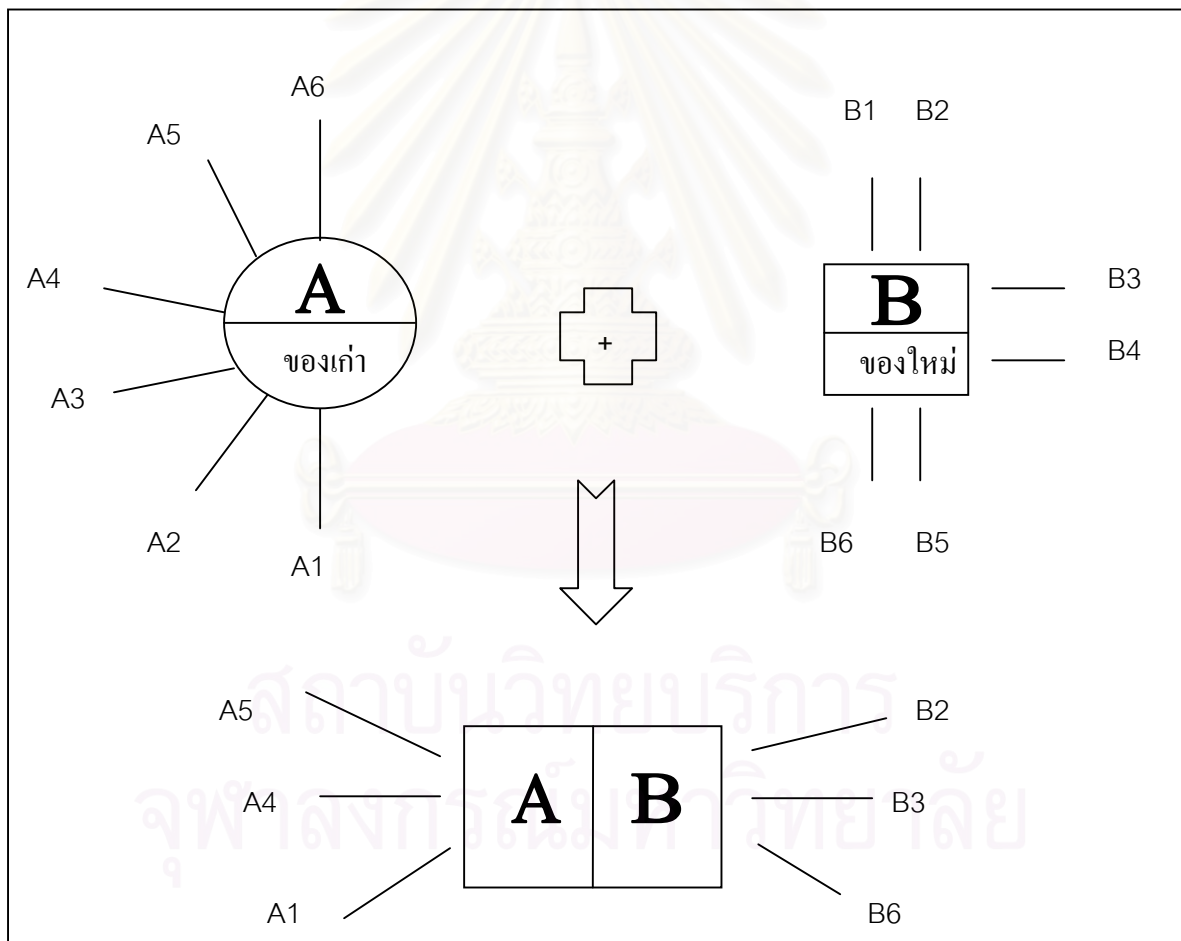 A6
B1 B2
A5
A4
A
B
B3
ของเก่า
+
ของใหม่
B4
A3
A2
A1
B6 B5
สถาบันวิทยบริการ
A5
B2
A4
A B
B3
จุฬาลงกรณ์มหาวิทยาลัย
A1
B6